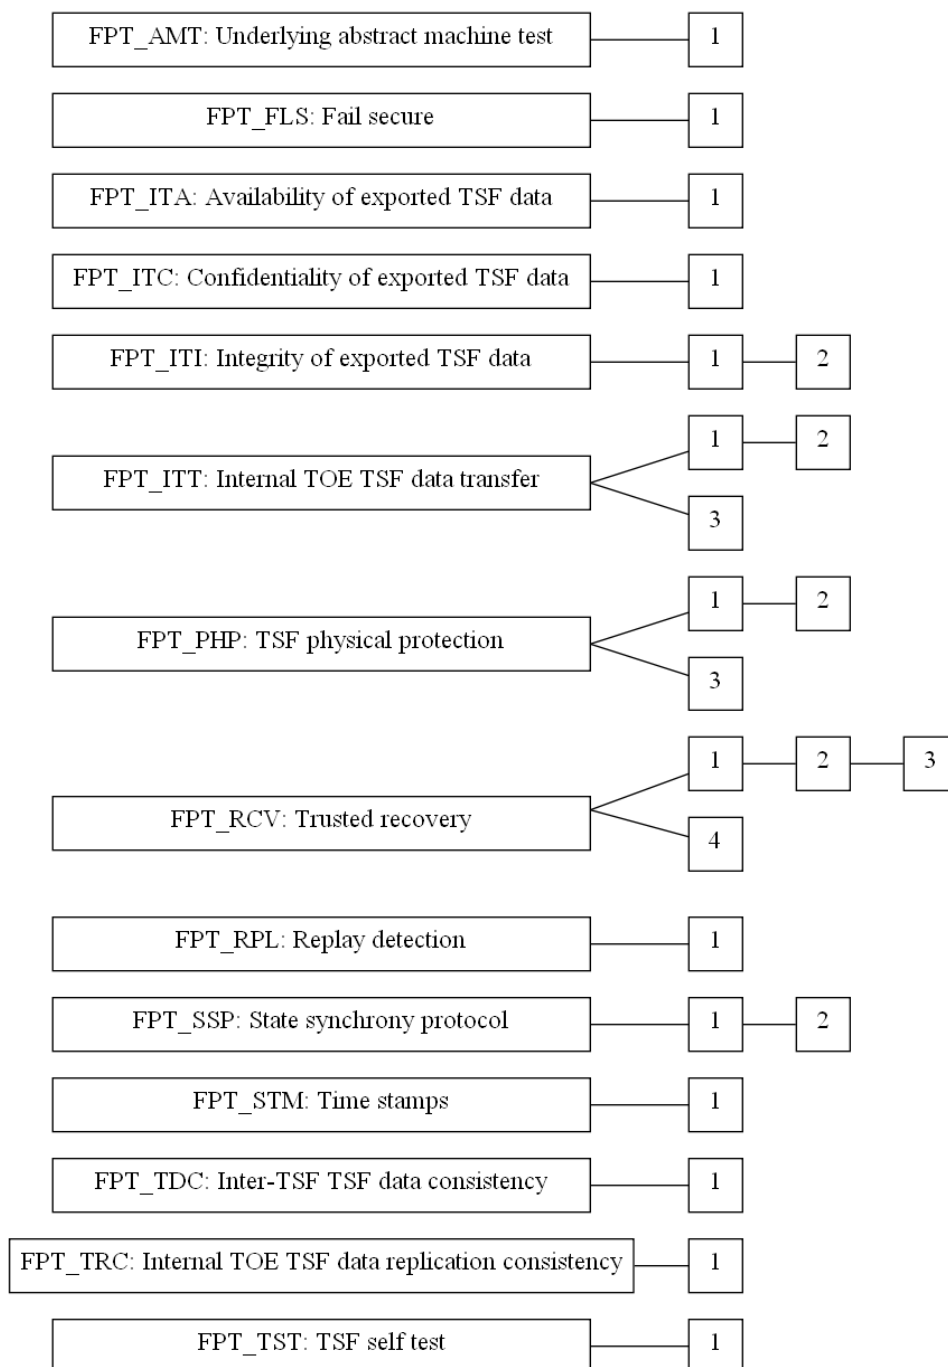 FPT_AMT: Underlying abstract machine test 1
FPT_FLS: Fail secure 1
FPT_ITA: Availability of exported TSF data 1
FPT_ITC: Confidentiality of exported TSF data 1
FPT_ITI: Integrity of exported TSF data 1 2
1 2
FPT_ITT: Internal TOE TSF data transfer
3
1 2
FPT_PHP: TSF physical protection
3
1 2 3
FPT_RCV: Trusted recovery
4
FPT_RPL: Replay detection 1
FPT_SSP: State synchrony protocol 1 2
FPT_STM: Time stamps 1
FPT_TDC: Inter-TSF TSF data consistency 1
FPT_TRC: Internal TOE TSF data replication consistency 1
FPT_TST: TSF self test 1